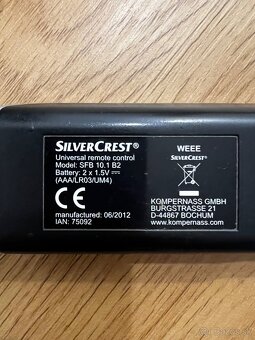 SILVERCREST®
Universal remote control
Model: SFB 10.1 B2
Battery: 2 x 1.5V
(AAA/LR03/UM4)
CE
manufactured: 06/2012
IAN: 75092
WEEE
SILVERCREST®
KOMPERNASS GMBH
BURGSTRASSE 21
D-44867 BOCHUM
www.kompernass.com